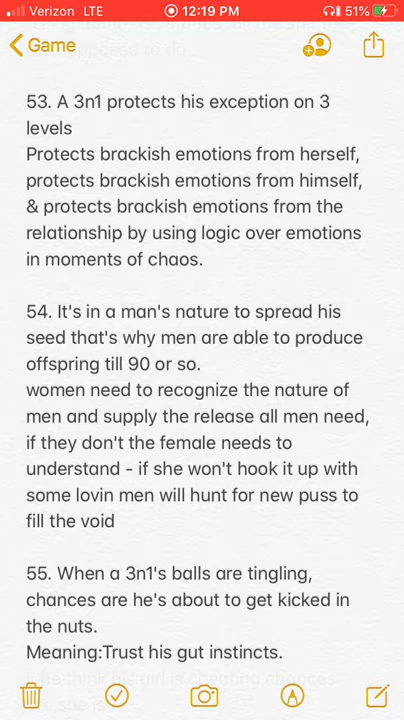 Verizon LTE 12:19 PM 51%
Game
53. A 3n1 protects his exception on 3
levels
Protects brackish emotions from herself,
protects brackish emotions from himself,
& protects brackish emotions from the
relationship by using logic over emotions
in moments of chaos.
54. It's in a man's nature to spread his
seed that's why men are able to produce
offspring till 90 or so.
women need to recognize the nature of
men and supply the release all men need,
if they don't the female needs to
understand - if she won't hook it up with
some lovin men will hunt for new puss to
fill the void
55. When a 3n1's balls are tingling,
chances are he's about to get kicked in
the nuts.
Meaning:Trust his gut instincts.